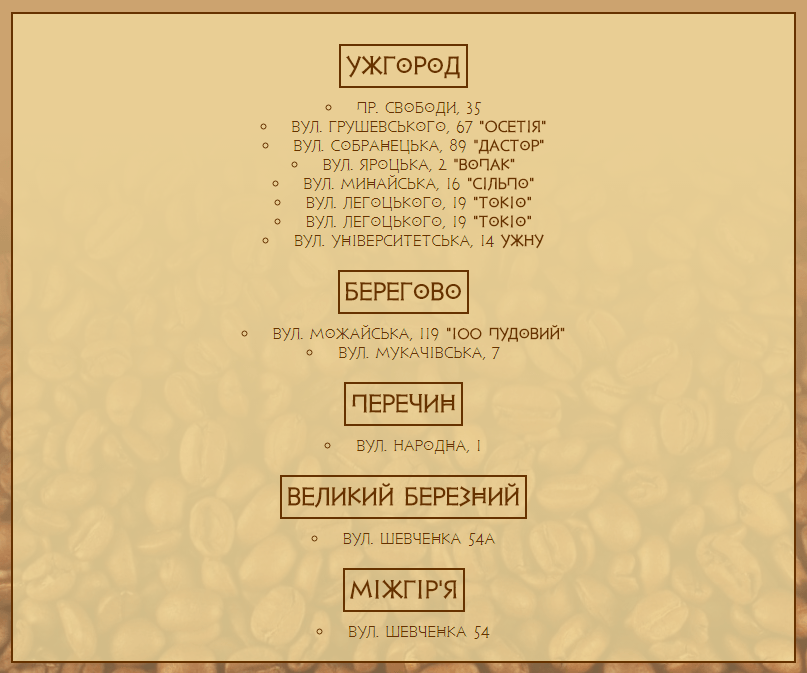 УЖГОРОД
ПР. СВОБОДИ, 35
ВУЛ. ГРУШЕВСЬКОГО, 67 "ОСЕТІЯ"
ВУЛ. СОБРАНЕЦЬКА, 89 "ДАСТОР"
ВУЛ. ЯРОЦЬКА, 2 "ВОПАК"
ВУЛ. МИНАЙСЬКА, 16 "СІЛЬПО"
ВУЛ. ЛЕГОЦЬКОГО, 19 "ТОКІО"
ВУЛ. ЛЕГОЦЬКОГО, 19 "ТОКІО"
ВУЛ. УНІВЕРСИТЕТСЬКА, 14 УЖНУ
БЕРЕГОВО
ВУЛ. МОЖАЙСЬКА, 119 "100 ПУДОВИЙ"
ВУЛ. МУКАЧІВСЬКА, 7
ПЕРЕЧИН
ВУЛ. НАРОДНА, 1
ВЕЛИКИЙ БЕРЕЗНИЙ
ВУЛ. ШЕВЧЕНКА 54А
МІЖГІР'Я
ВУЛ. ШЕВЧЕНКА 54